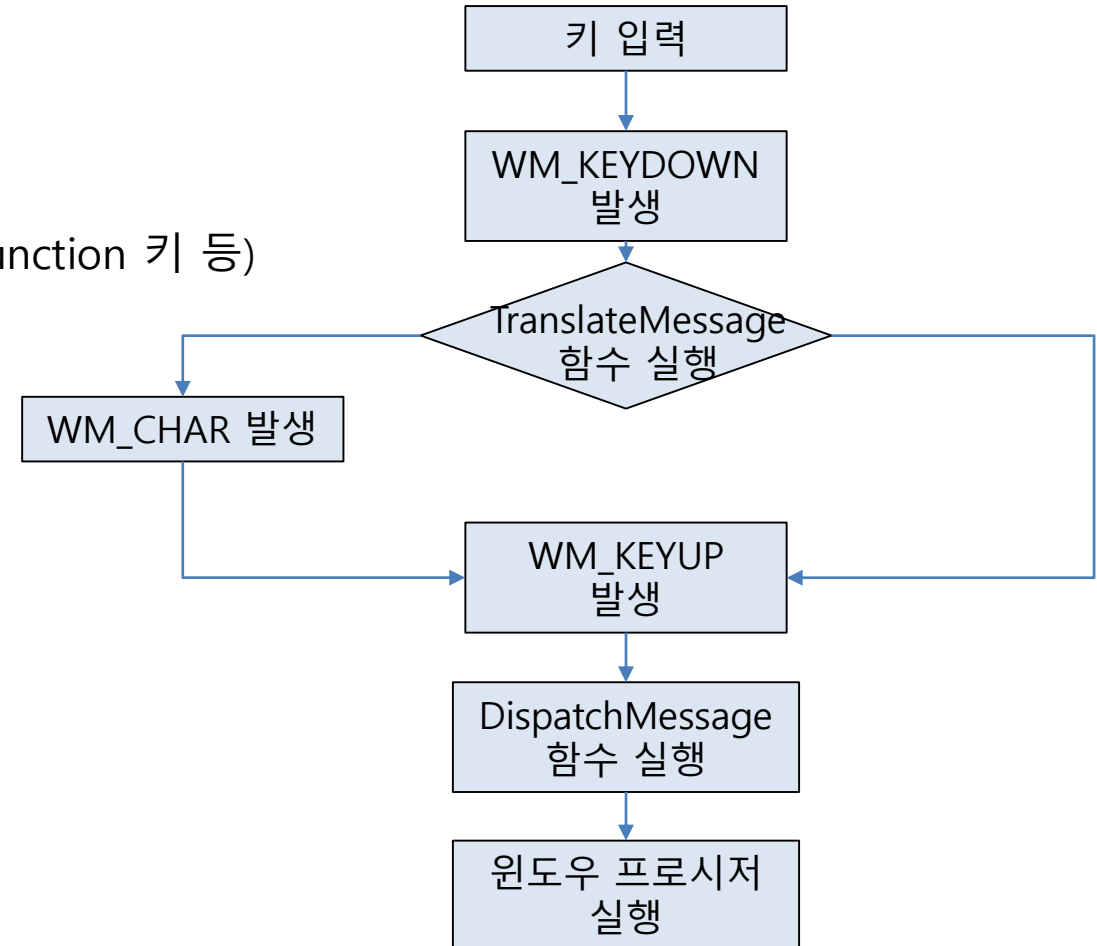 키 입력
WM_KEYDOWN
발생
unction 키 등)
TranslateMessage
함수 실행
WM_CHAR 발생
WM_KEYUP
발생
DispatchMessage
함수 실행
윈도우 프로시저
실행